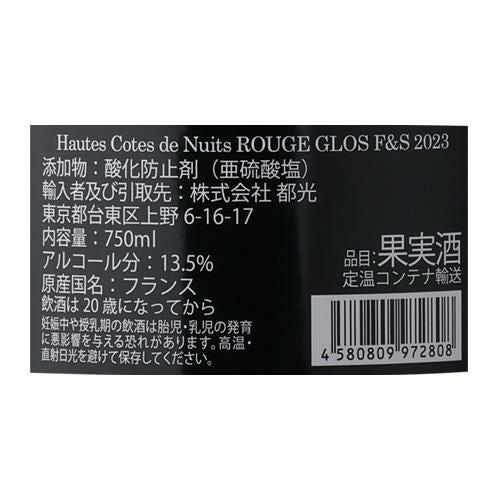 Hautes Cotes de Nuits ROUGE GLOS F&S 2023
添加物：酸化防止剤（亜硫酸塩）
輸入者及び引取先：株式会社 都光
東京都台東区上野 6-16-17
内容量：750ml
アルコール分：13.5%
原産国名：フランス
飲酒は 20 歳になってから
妊娠中や授乳期の飲酒は胎児・乳児の発育
に悪影響を与える恐れがあります。高温・
直射日光を避けて保存してください。
品目：果実酒
定温コンテナ輸送
4 580809 972808